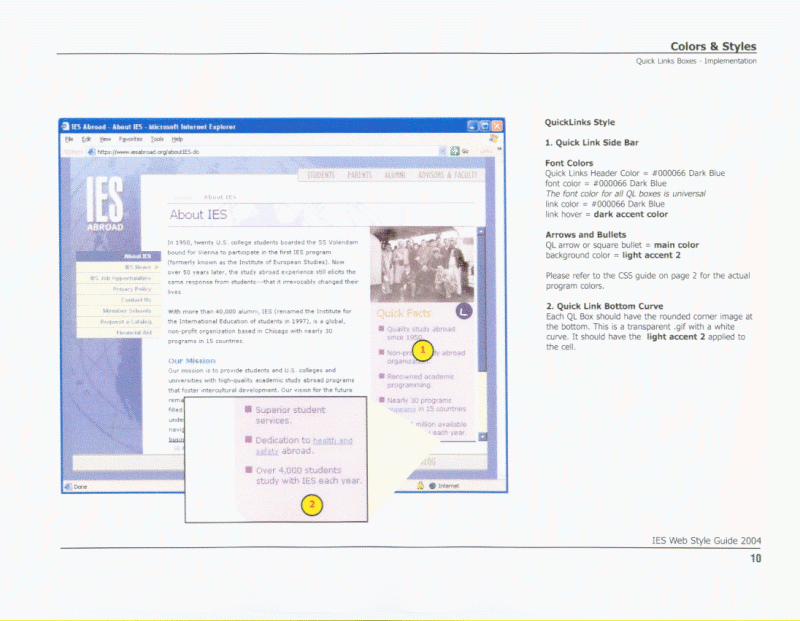 Colors & Styles
Quick Links Boxes - Implementation
IES Abroad - About IES - Microsoft Internet Explorer
File Edit View Favorites Tools Help
https://www.iesabroad.org/aboutIES.do
Go
STUDENTS PARENTS ALUMNI ADVISORS & FACULTY
IES
ABROAD
About IES
About IES
About IES
IES News
IES Job Opportunities
Privacy Policy
Contact Us
Member Schools
Request a Catalog
Financial Aid
In 1950, twenty U.S. college students boarded the SS Volendam
bound for Vienna to participate in the first IES program
(formerly known as the Institute of European Studies). Now
over 50 years later, the study abroad experience still elicits the
same response from students—that it irrevocably changed their
lives.
With more than 40,000 alumni, IES (renamed the Institute for
the International Education of students in 1997), is a global,
non-profit organization based in Chicago with nearly 30
programs in 15 countries.
Our Mission
Our mission is to provide students and U.S. colleges and
universities with high-quality academic study abroad programs
that foster intercultural development. Our vision for the future
Quick Facts
Quality study abroad
since 1950
1
abroad
Renowned academic
programming.
Nearly 30 programs
in 15 countries
million available
each year.
Superior student
services.
Dedication to health and
safety abroad.
Over 4,000 students
study with IES each year.
2
Done
Internet
QuickLinks Style
1. Quick Link Side Bar
Font Colors
Quick Links Header Color = #000066 Dark Blue
font color = #000066 Dark Blue
The font color for all QL boxes is universal
link color = #000066 Dark Blue
link hover = dark accent color
Arrows and Bullets
QL arrow or square bullet = main color
background color = light accent 2
Please refer to the CSS guide on page 2 for the actual
program colors.
2. Quick Link Bottom Curve
Each QL Box should have the rounded corner image at
the bottom. This is a transparent .gif with a white
curve. It should have the light accent 2 applied to
the cell.
IES Web Style Guide 2004
10